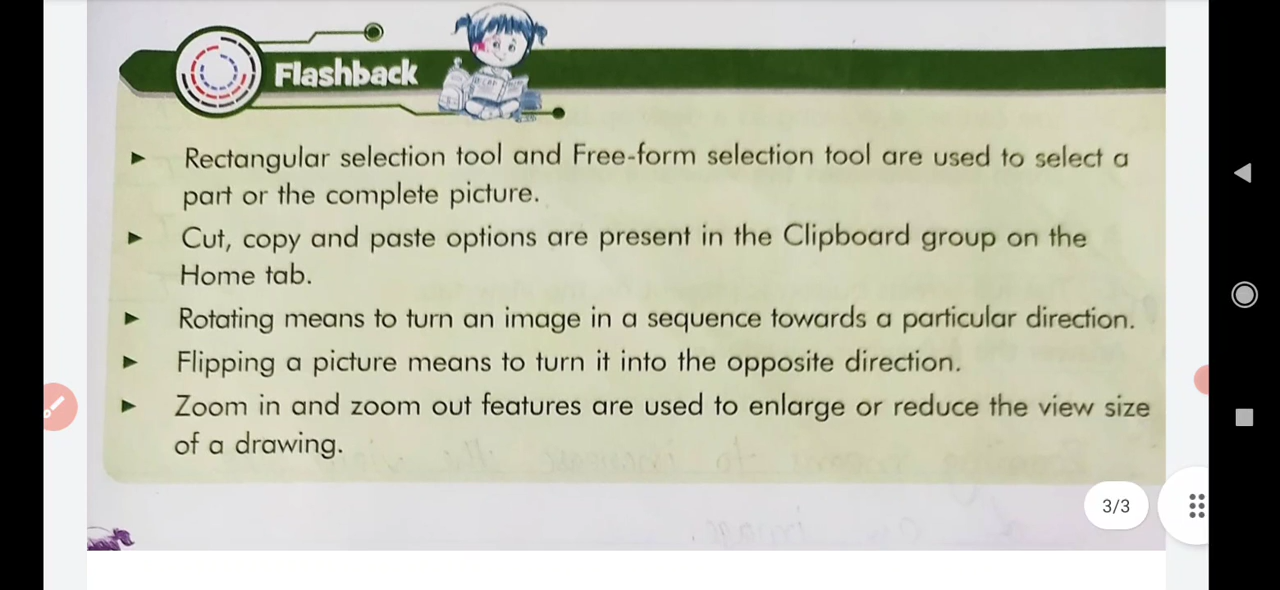 Flashback
Rectangular selection tool and Free-form selection tool are used to select a
part or the complete picture.
Cut, copy and paste options are present in the Clipboard group on the
Home tab.
Rotating means to turn an image in a sequence towards a particular direction.
Flipping a picture means to turn it into the opposite direction.
Zoom in and zoom out features are used to enlarge or reduce the view size
of a drawing.
3/3